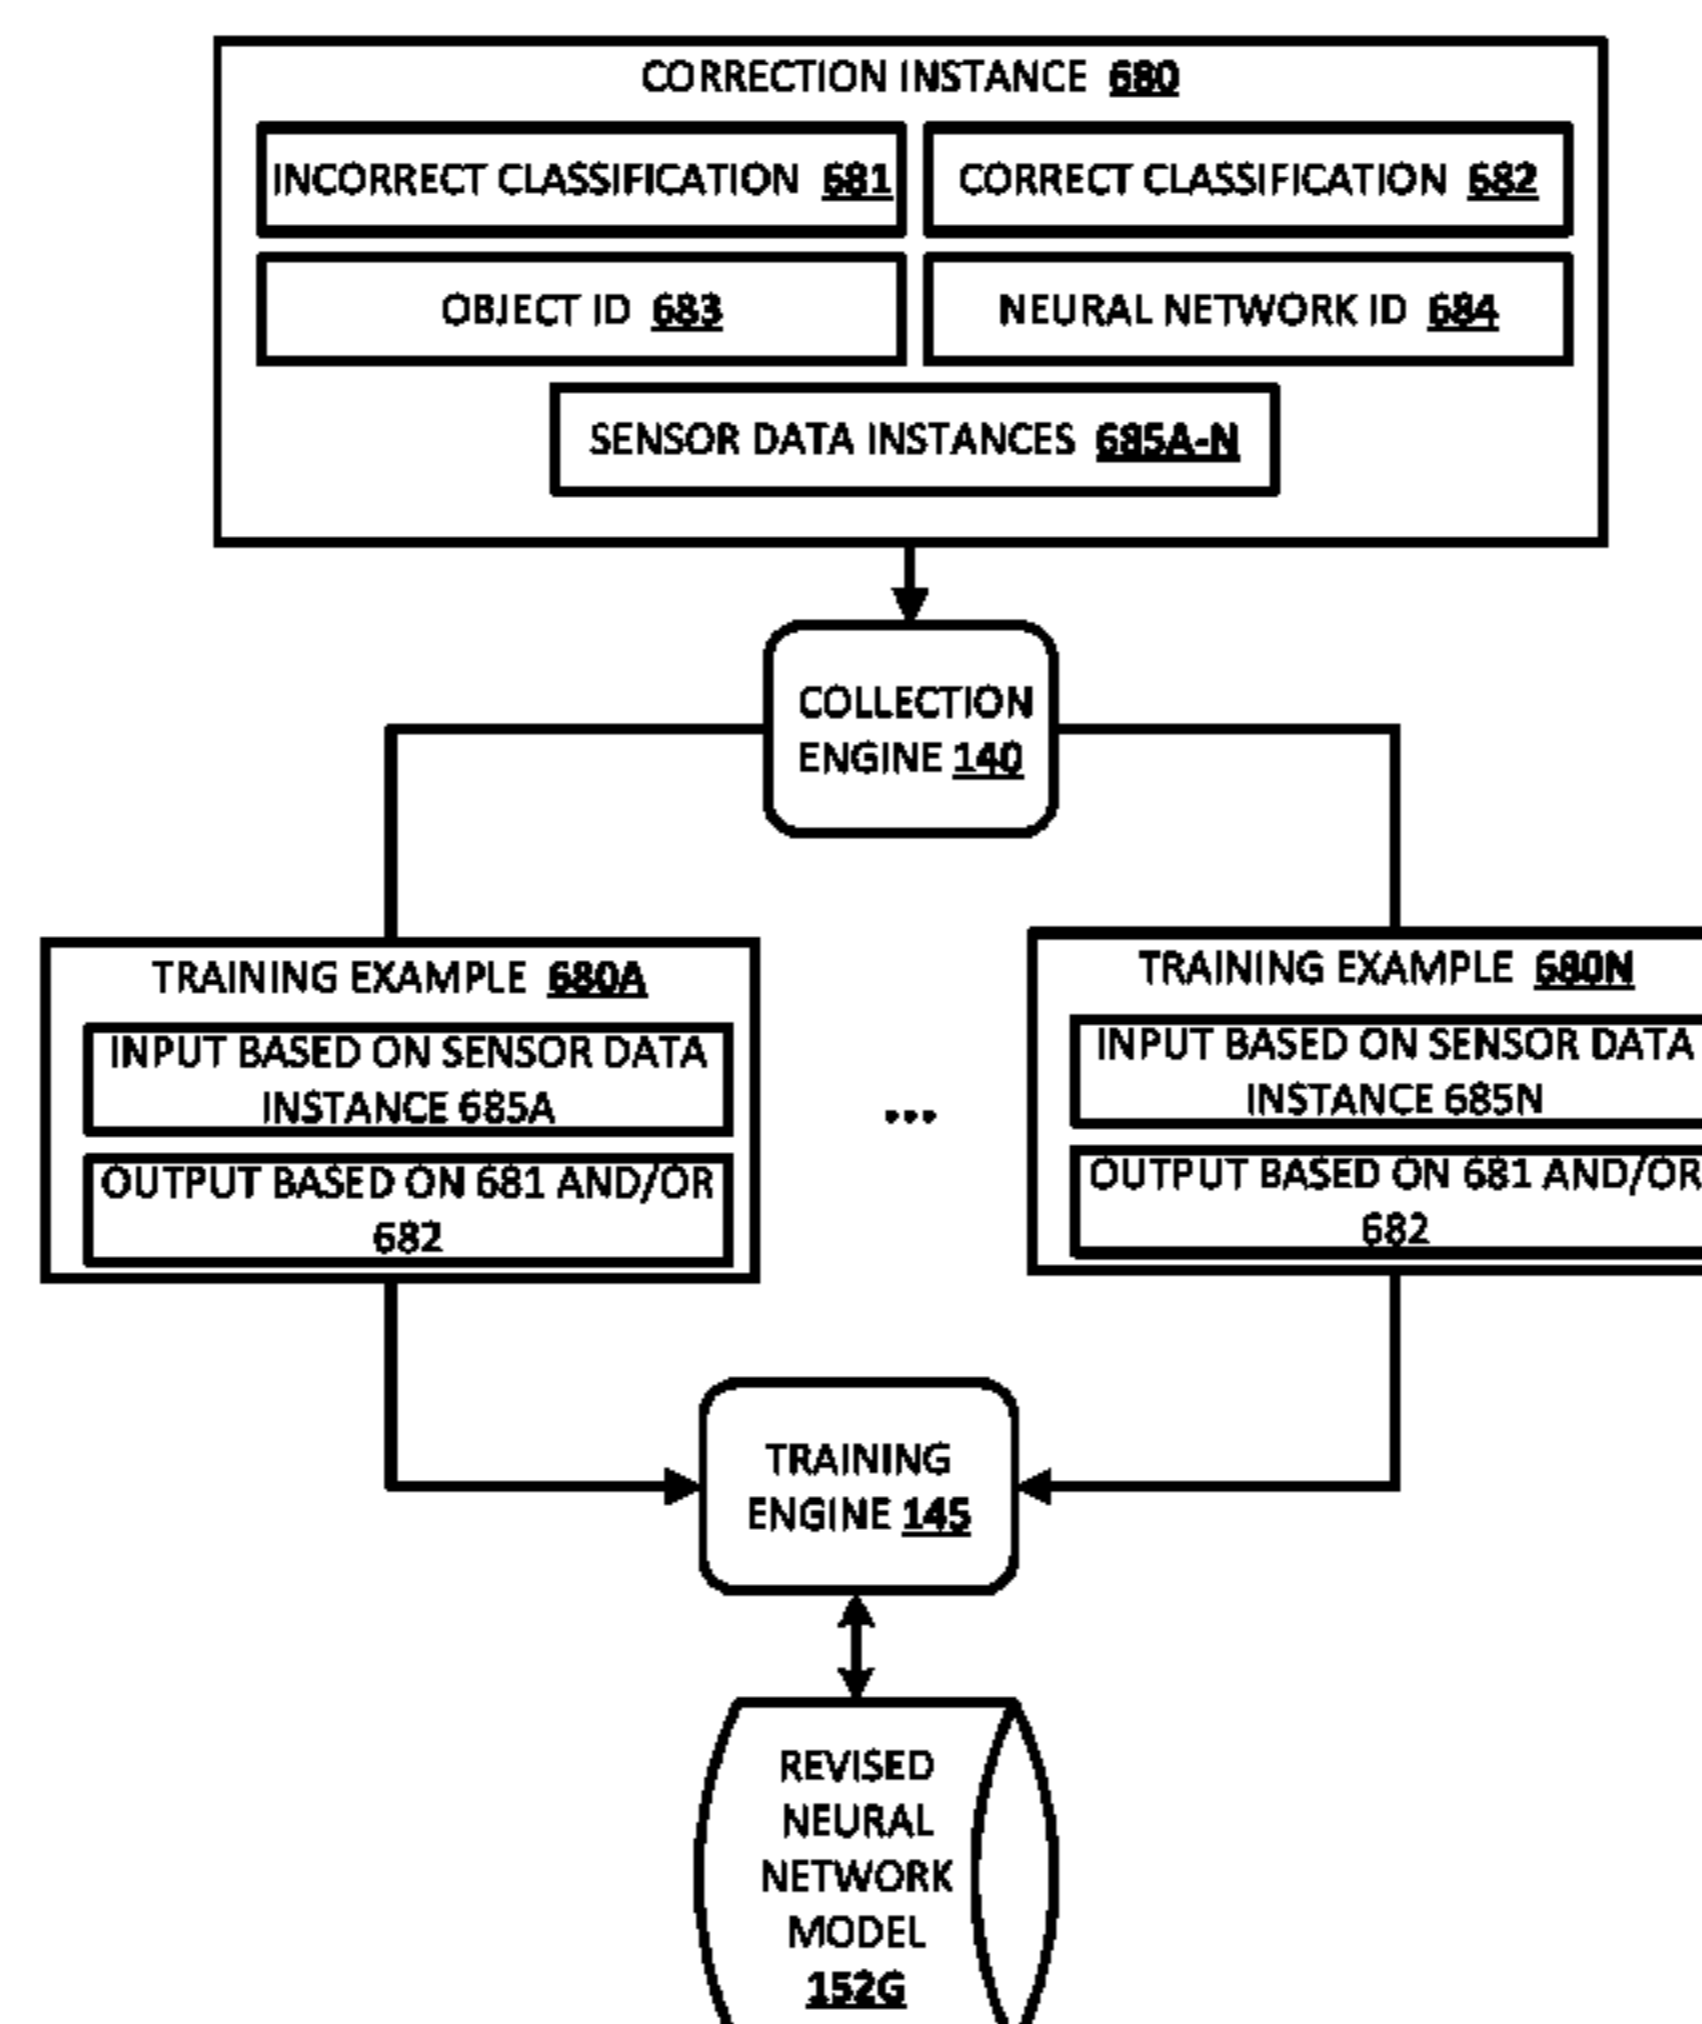 CORRECTION INSTANCE 680
INCORRECT CLASSIFICATION 681
CORRECT CLASSIFICATION 682
OBJECT ID 683
NEURAL NETWORK ID 684
SENSOR DATA INSTANCES 685A-N
COLLECTION
ENGINE 140
TRAINING EXAMPLE 680A
INPUT BASED ON SENSOR DATA
INSTANCE 685A
OUTPUT BASED ON 681 AND/OR
682
...
TRAINING EXAMPLE 680N
INPUT BASED ON SENSOR DATA
INSTANCE 685N
OUTPUT BASED ON 681 AND/OR
682
TRAINING
ENGINE 145
REVISED
NEURAL
NETWORK
MODEL
152G